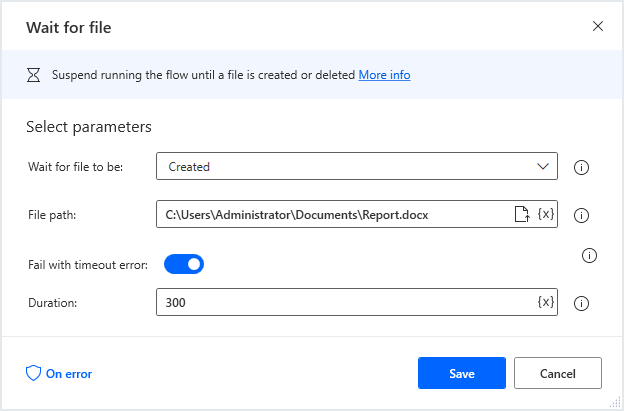 Wait for file
Suspend running the flow until a file is created or deleted More info
Select parameters
Wait for file to be: Created
File path: C:\Users\Administrator\Documents\Report.docx {x}
Fail with timeout error:
Duration: 300 {x}
On error Save Cancel